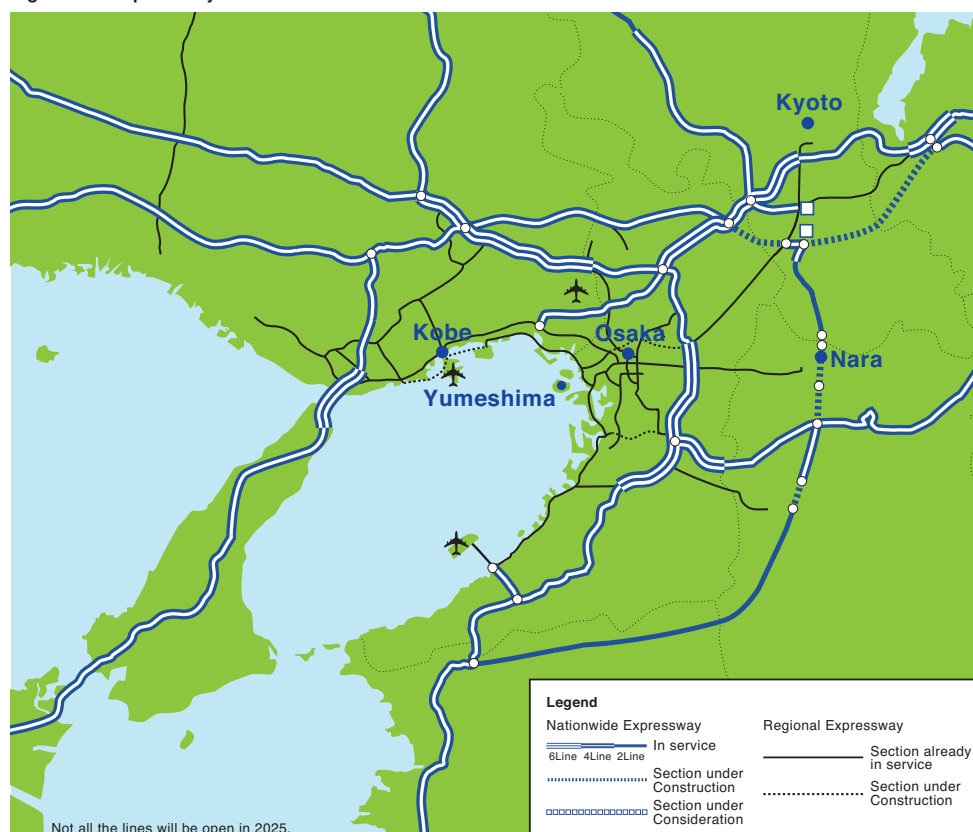 Kyoto
Kobe
Osaka
Nara
Yumeshima
Legend
Nationwide Expressway
In service
6Line 4Line 2Line
Section under
Construction
Section under
Consideration
Regional Expressway
Section already
in service
Section under
Construction
Not all the lines will be open in 2025.